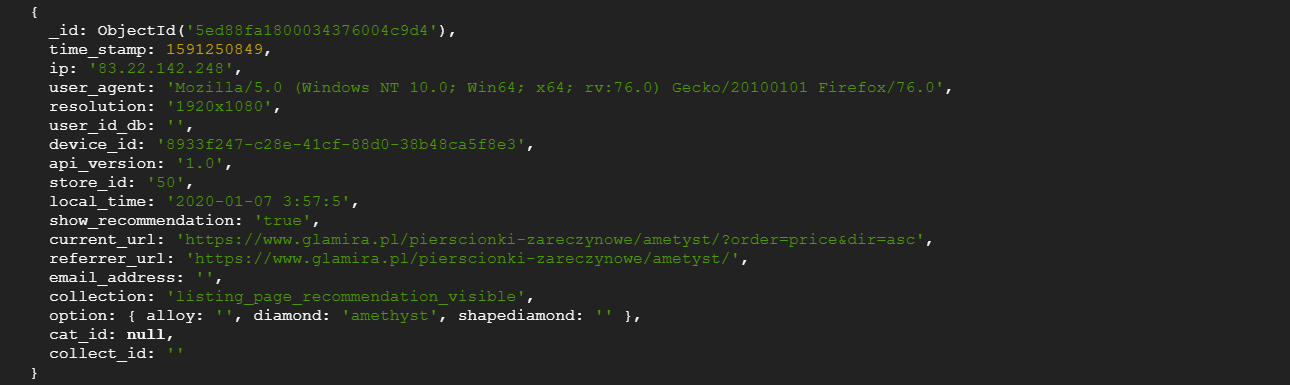 {
_id: ObjectId('5ed88fa1800034376004c9d4'),
time_stamp: 1591250849,
ip: '83.22.142.248',
user_agent: 'Mozilla/5.0 (Windows NT 10.0; Win64; x64; rv:76.0) Gecko/20100101 Firefox/76.0',
resolution: '1920x1080',
user_id_db: '',
device_id: '8933f247-c28e-41cf-88d0-38b48ca5f8e3',
api_version: '1.0',
store_id: '50',
local_time: '2020-01-07 3:57:5',
show_recommendation: 'true',
current_url: 'https://www.glamira.pl/pierscionki-zareczynowe/ametyst/?order=price&dir=asc',
referrer_url: 'https://www.glamira.pl/pierscionki-zareczynowe/ametyst/',
email_address: '',
collection: 'listing_page_recommendation_visible',
option: { alloy: '', diamond: 'amethyst', shapediamond: '' },
cat_id: null,
collect_id: ''
}